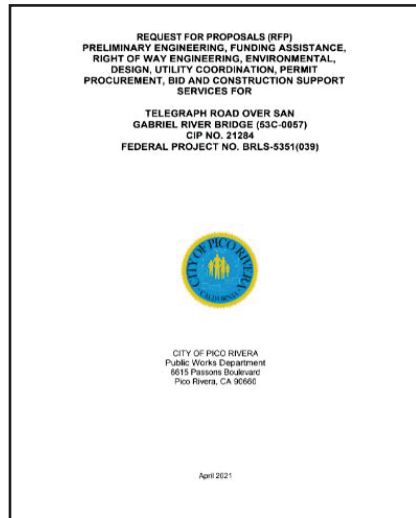 REQUEST FOR PROPOSALS (RFP)
PRELIMINARY ENGINEERING, FUNDING ASSISTANCE,
RIGHT OF WAY ENGINEERING, ENVIRONMENTAL,
DESIGN, UTILITY COORDINATION, PERMIT
PROCUREMENT, BID AND CONSTRUCTION SUPPORT
SERVICES FOR
TELEGRAPH ROAD OVER SAN
GABRIEL RIVER BRIDGE (53C-0057)
CIP NO. 21284
FEDERAL PROJECT NO. BRLS-5351(039)
CITY OF PICO RIVERA
CALIFORNIA
CITY OF PICO RIVERA
Public Works Department
6615 Passons Boulevard
Pico Rivera, CA 90660
April 2021